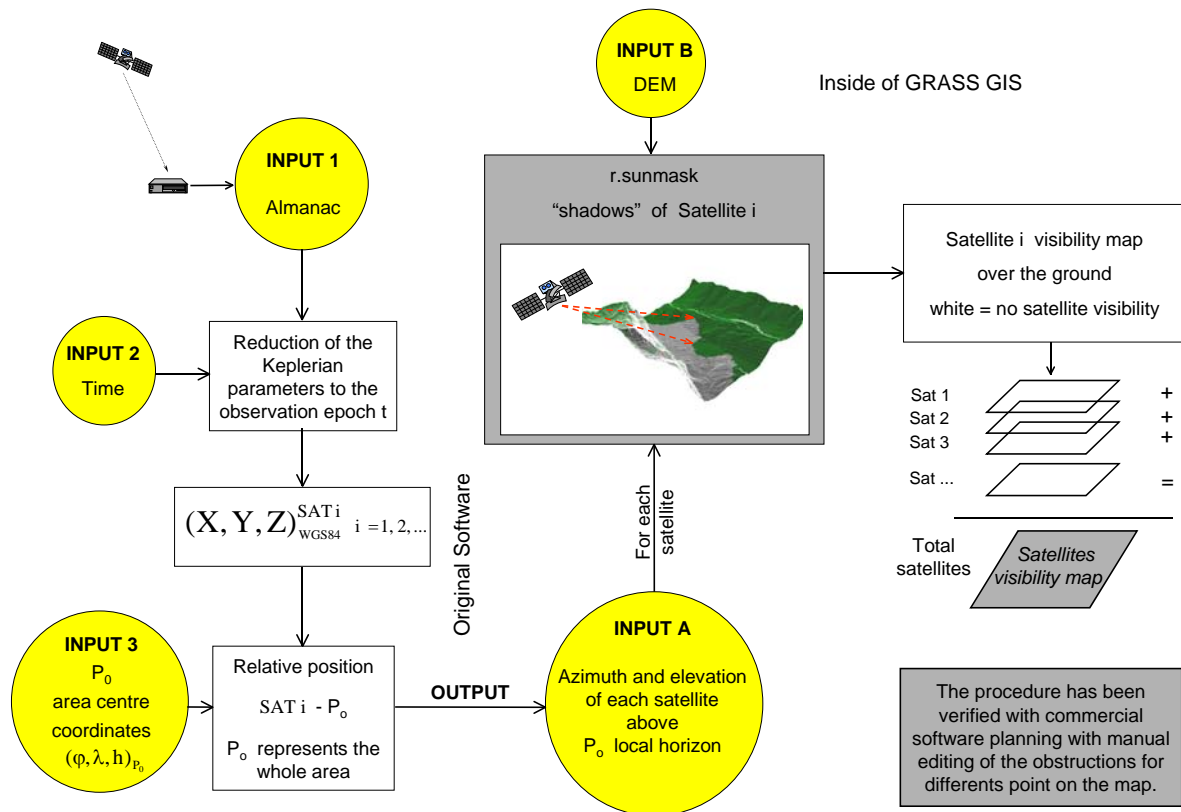 INPUT 1
Almanac
INPUT 2
Time
Reduction of the
Keplerian
parameters to the
observation epoch t
(X, Y, Z) SAT i WGS84 i = 1, 2, ...
INPUT 3
P0
area centre
coordinates
(φ, λ, h) P0
Relative position
SAT i - Po
Po represents the
whole area
OUTPUT
Original Software
INPUT A
Azimuth and elevation
of each satellite
above
Po local horizon
For each
satellite
INPUT B
DEM
Inside of GRASS GIS
r.sunmask
“shadows” of Satellite i
Satellite i visibility map
over the ground
white = no satellite visibility
Sat 1 +
Sat 2 +
Sat 3 +
Sat ... =
Total
satellites
Satellites
visibility map
The procedure has been
verified with commercial
software planning with manual
editing of the obstructions for
differents point on the map.